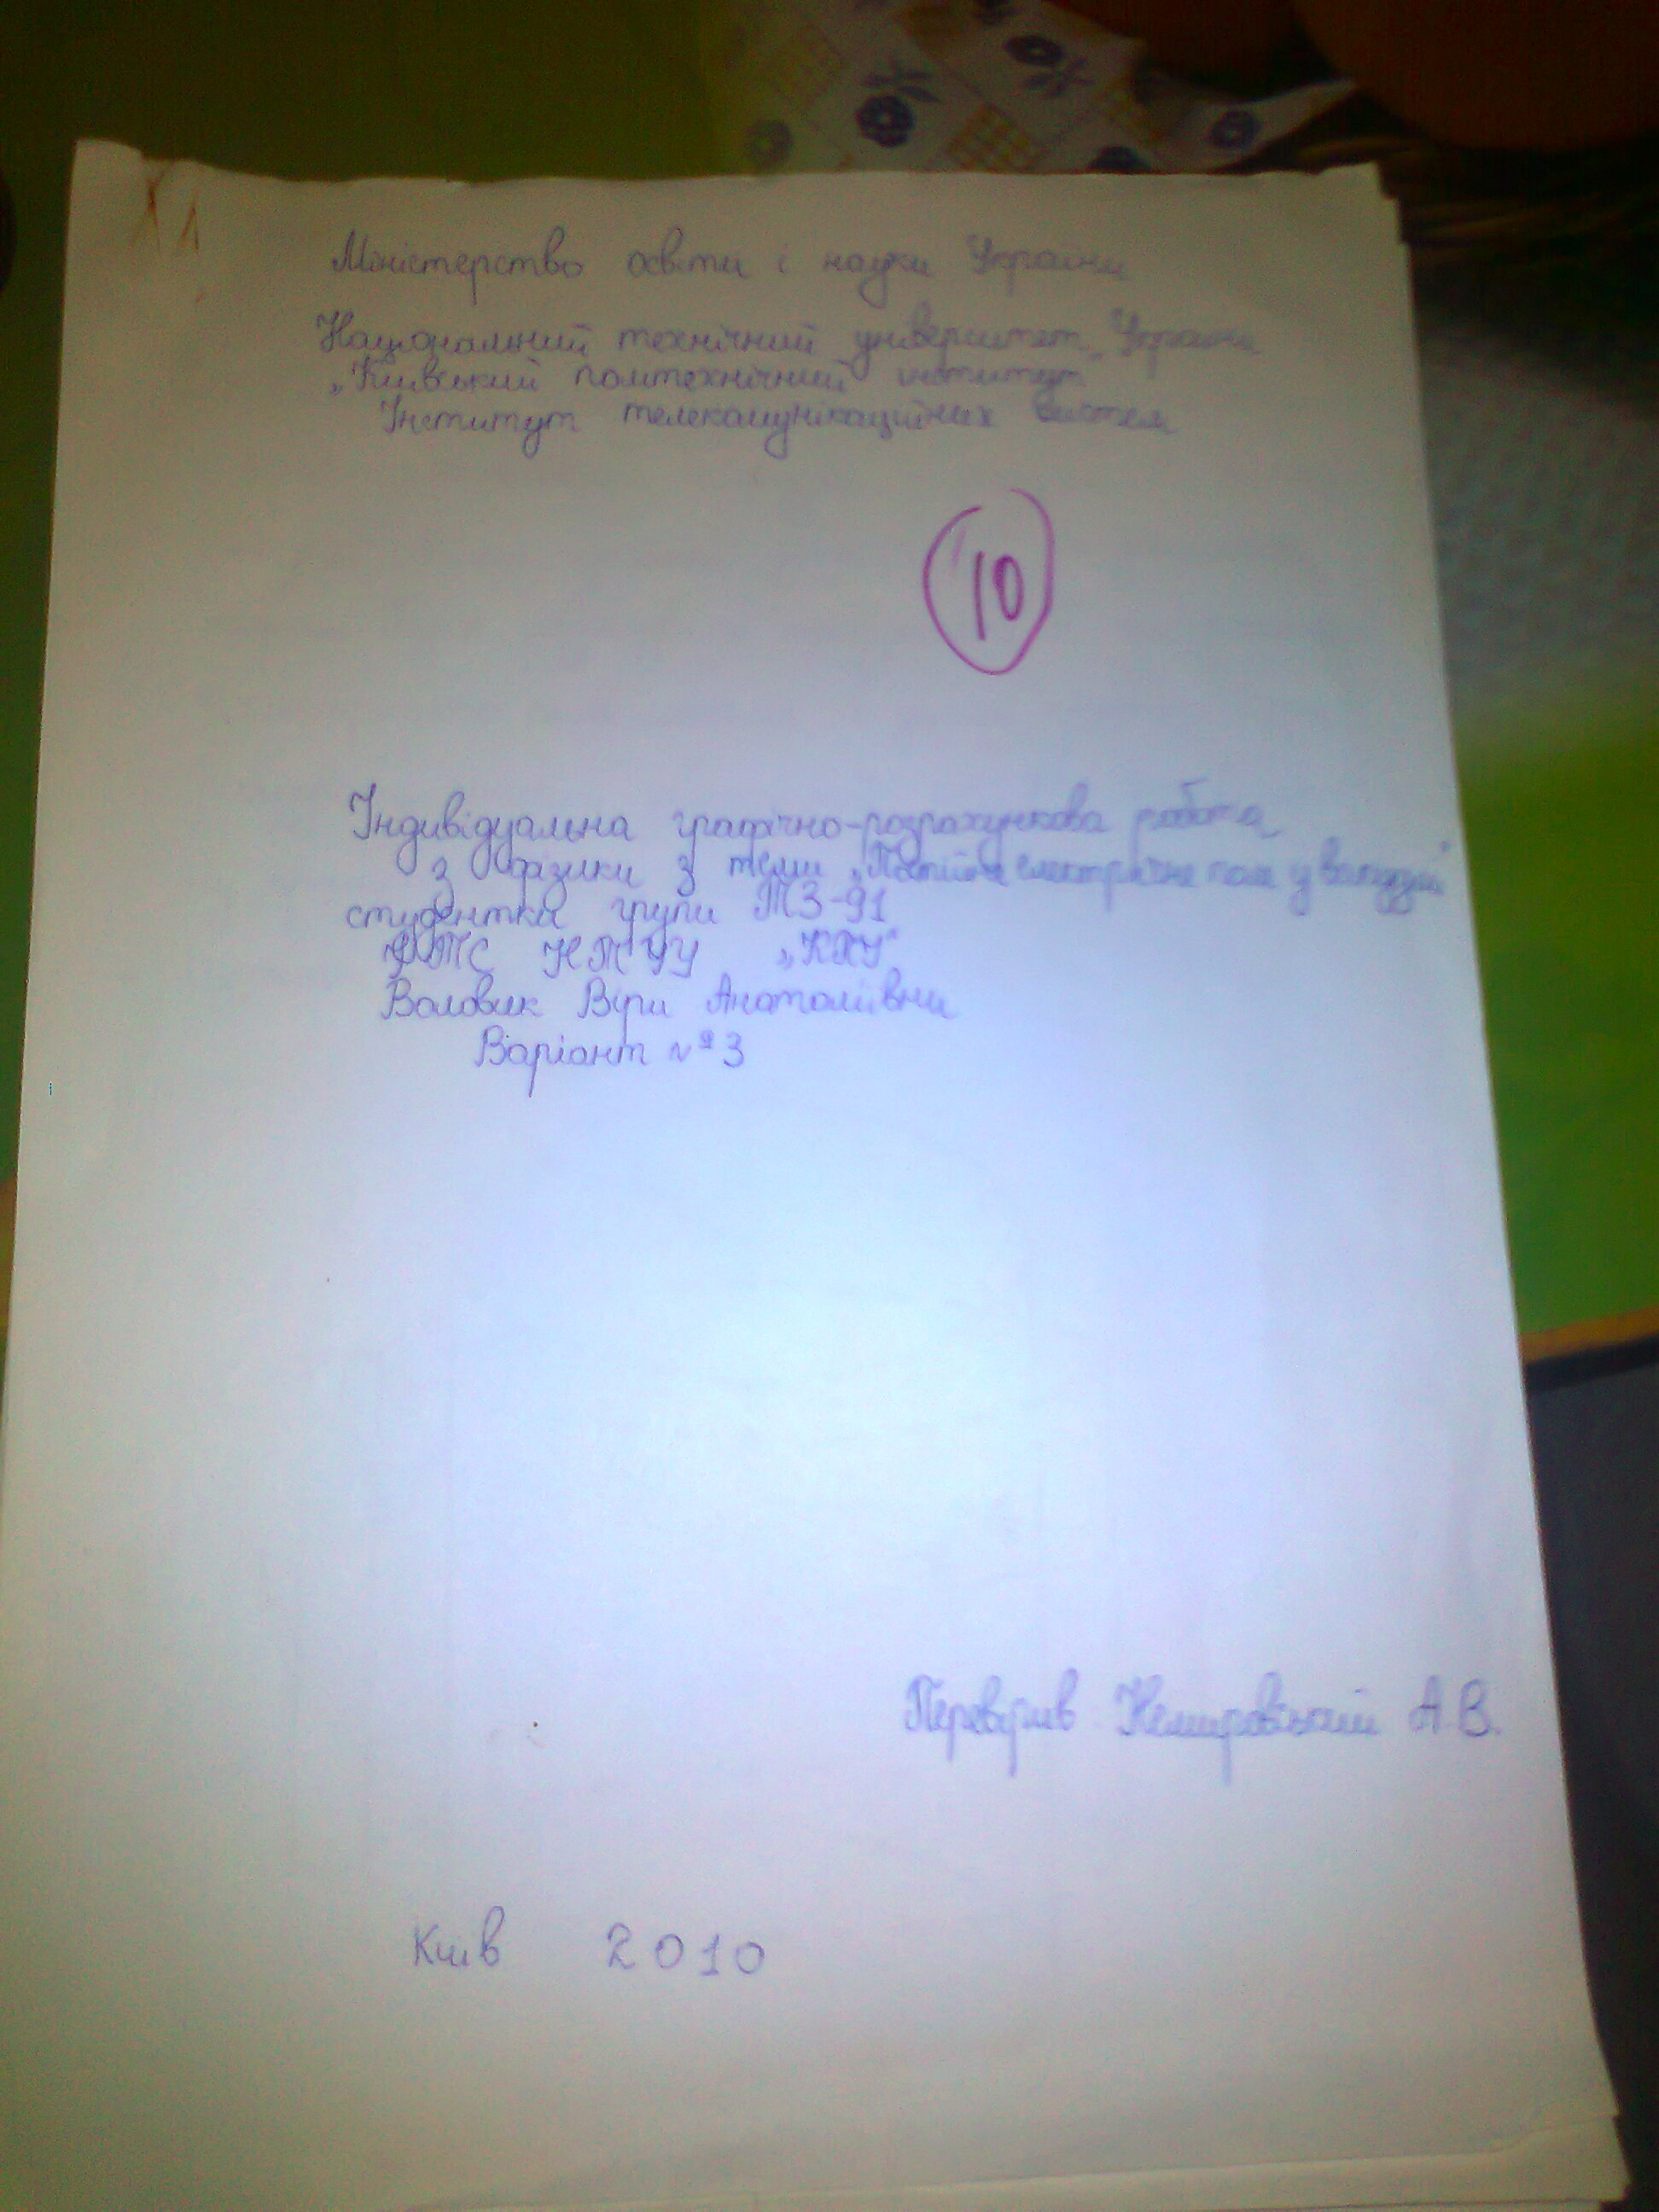 Міністерство освіти і науки України
Національний технічний університет України
„Київський політехнічний інститут"
Інститут телекомунікаційних систем
10
Індивідуальна графічно-розрахункова робота
з фізики з теми „Постійне електричне поле у вакуумі"
студентки групи ТЗ-91
ІТС НТУУ „КПІ"
Воловик Віри Анатоліївни
Варіант №3
Перевірив Немировський А.В.
Київ 2010